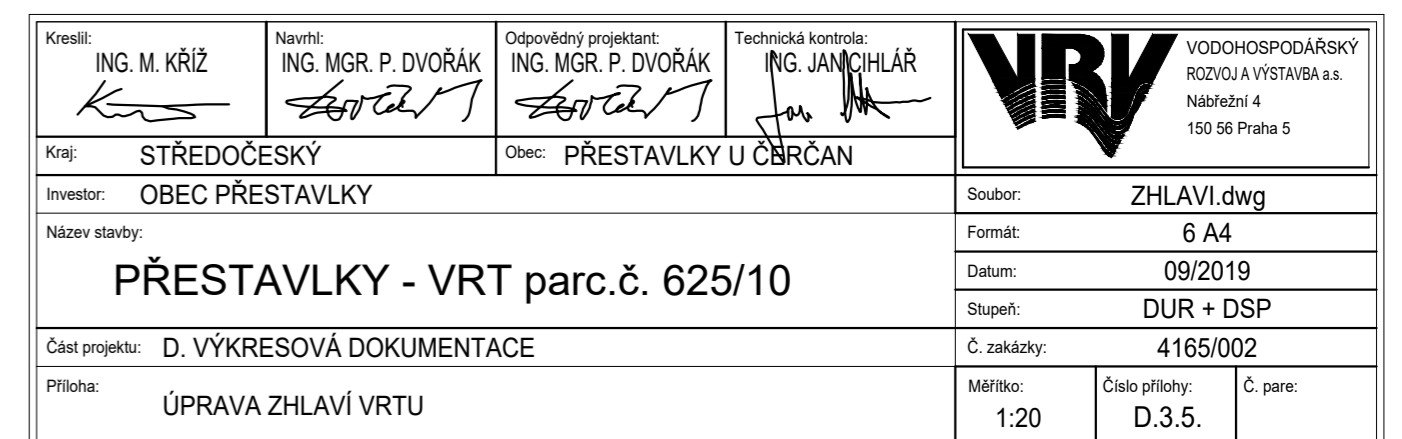 Kreslil:
ING. M. KŘÍŽ
Navrhl:
ING. MGR. P. DVOŘÁK
Odpovědný projektant:
ING. MGR. P. DVOŘÁK
Technická kontrola:
ING. JAN CIHLÁŘ
VRV
VODOHOSPODÁŘSKÝ
ROZVOJ A VÝSTAVBA a.s.
Nábřežní 4
150 56 Praha 5
Kraj: STŘEDOČESKÝ
Obec: PŘESTAVLKY U ČERČAN
Investor: OBEC PŘESTAVLKY
Soubor: ZHLAVI.dwg
Název stavby:
PŘESTAVLKY - VRT parc.č. 625/10
Formát: 6 A4
Datum: 09/2019
Stupeň: DUR + DSP
Část projektu: D. VÝKRESOVÁ DOKUMENTACE
Č. zakázky: 4165/002
Příloha:
ÚPRAVA ZHLAVÍ VRTU
Měřítko:
1:20
Číslo přílohy:
D.3.5.
Č. pare: